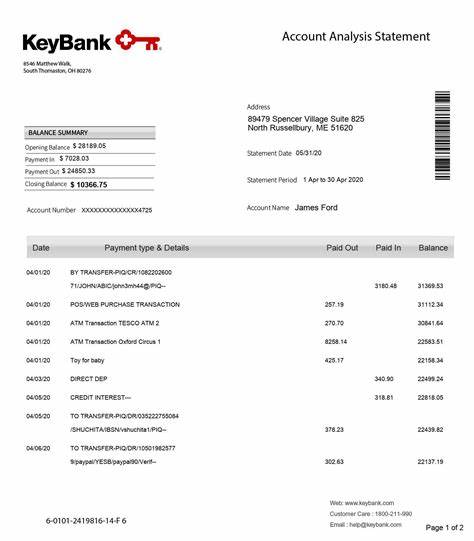 KeyBank
8546 Matthew Walk,
South Thomaston, OH 80276
Account Analysis Statement
Address
89479 Spencer Village Suite 825
North Russellbury, ME 51620
BALANCE SUMMARY
Opening Balance $ 28189.05
Payment In $ 7028.03
Payment Out $ 24850.33
Closing Balance $ 10366.75
Statement Date 05/31/20
Statement Period 1 Apr to 30 Apr 2020
Account Number XXXXXXXXXXXXXX4725
Account Name James Ford
Date Payment type & Details Paid Out Paid In Balance
04/01/20 BY TRANSFER-PIQ/CR/1082202600
71/JOHN/ABIC/john3mh44@/PIQ-- 3180.48 31369.53
04/01/20 POS/WEB PURCHASE TRANSACTION 257.19 31112.34
04/01/20 ATM Transaction TESCO ATM 2 270.70 30841.64
04/01/20 ATM Transaction Oxford Circus 1 8258.14 22583.51
04/01/20 Toy for baby 425.17 22158.34
04/03/20 DIRECT DEP 340.90 22499.24
04/05/20 CREDIT INTEREST--- 318.81 22818.05
04/05/20 TO TRANSFER-PIQ/DR/035222755084
/SHUCHITA/IBSN/vshuchita1/PIQ-- 378.23 22439.82
04/06/20 TO TRANSFER-PIQ/DR/10501982577
9/paypal/YESB/paypal90/Verif-- 302.63 22137.19
Web: www.keybank.com
Customer Care : 1800-211-990
Email : help@keybank.com
6-0101-2419816-14-F 6
Page 1 of 2